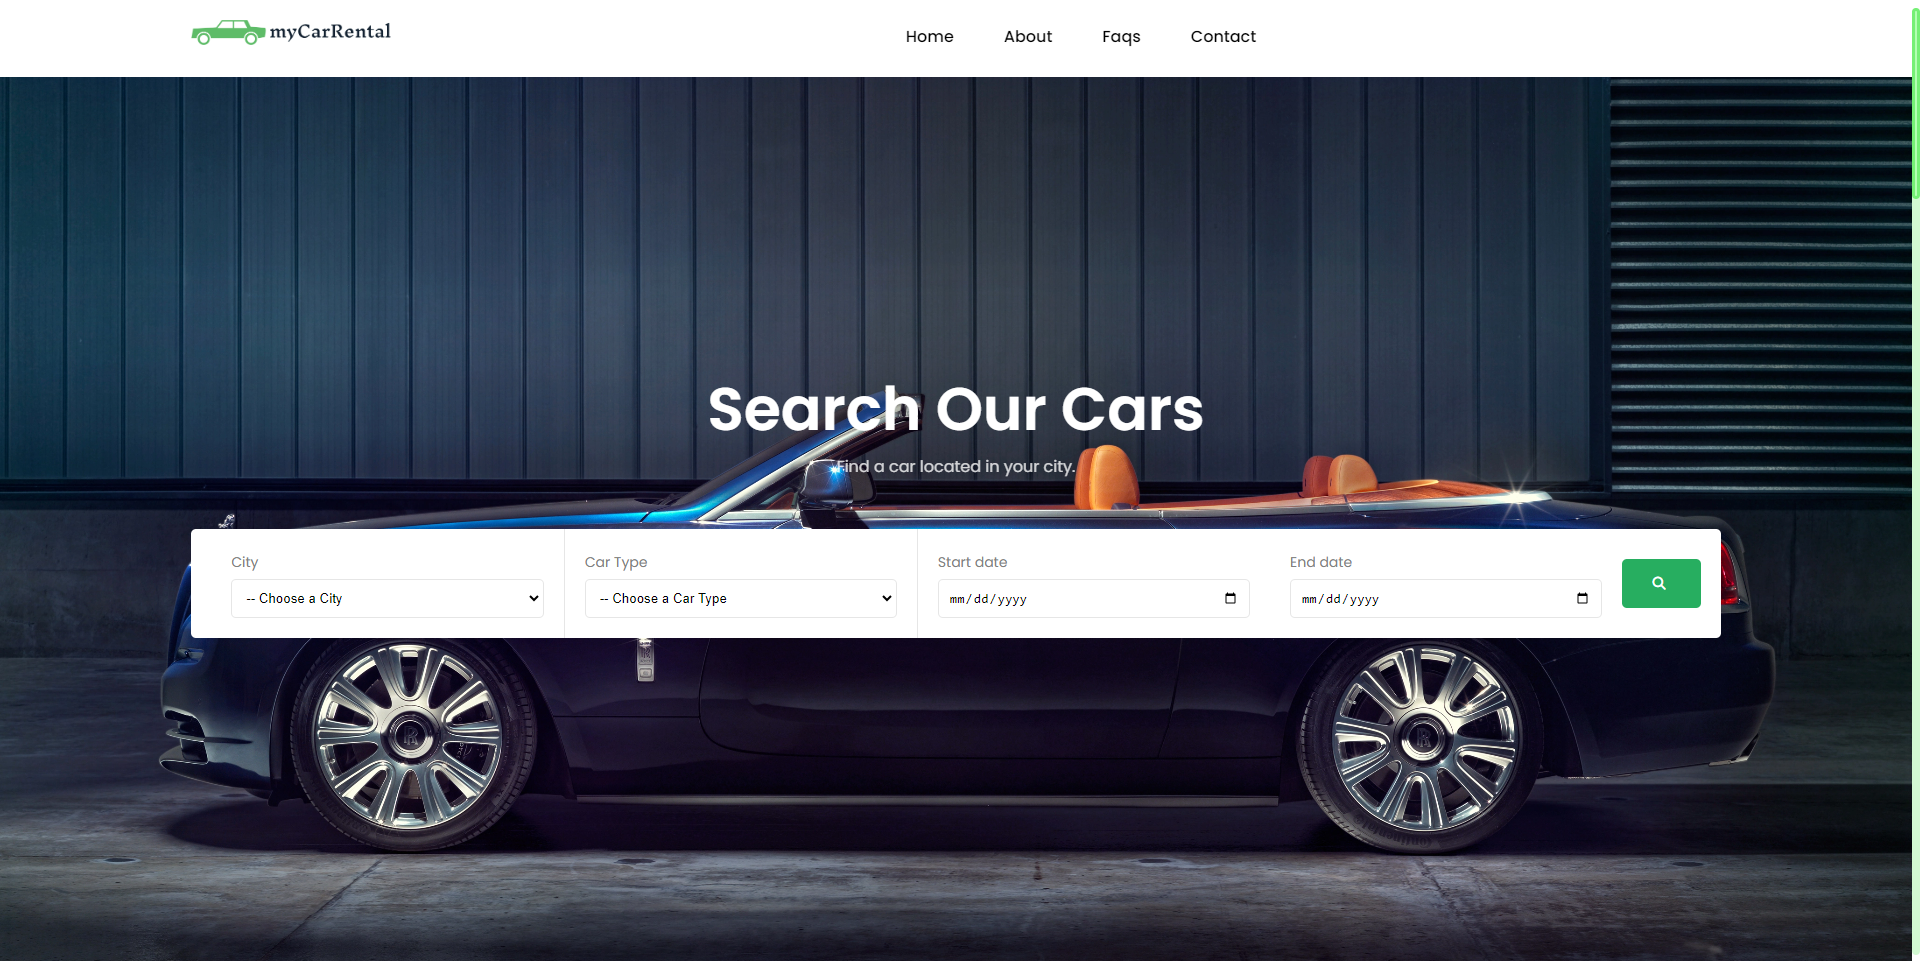 myCarRental
Home About Faqs Contact
Search Our Cars
Find a car located in your city.
City Car Type Start date End date
-- Choose a City -- Choose a Car Type mm/dd/yyyy mm/dd/yyyy